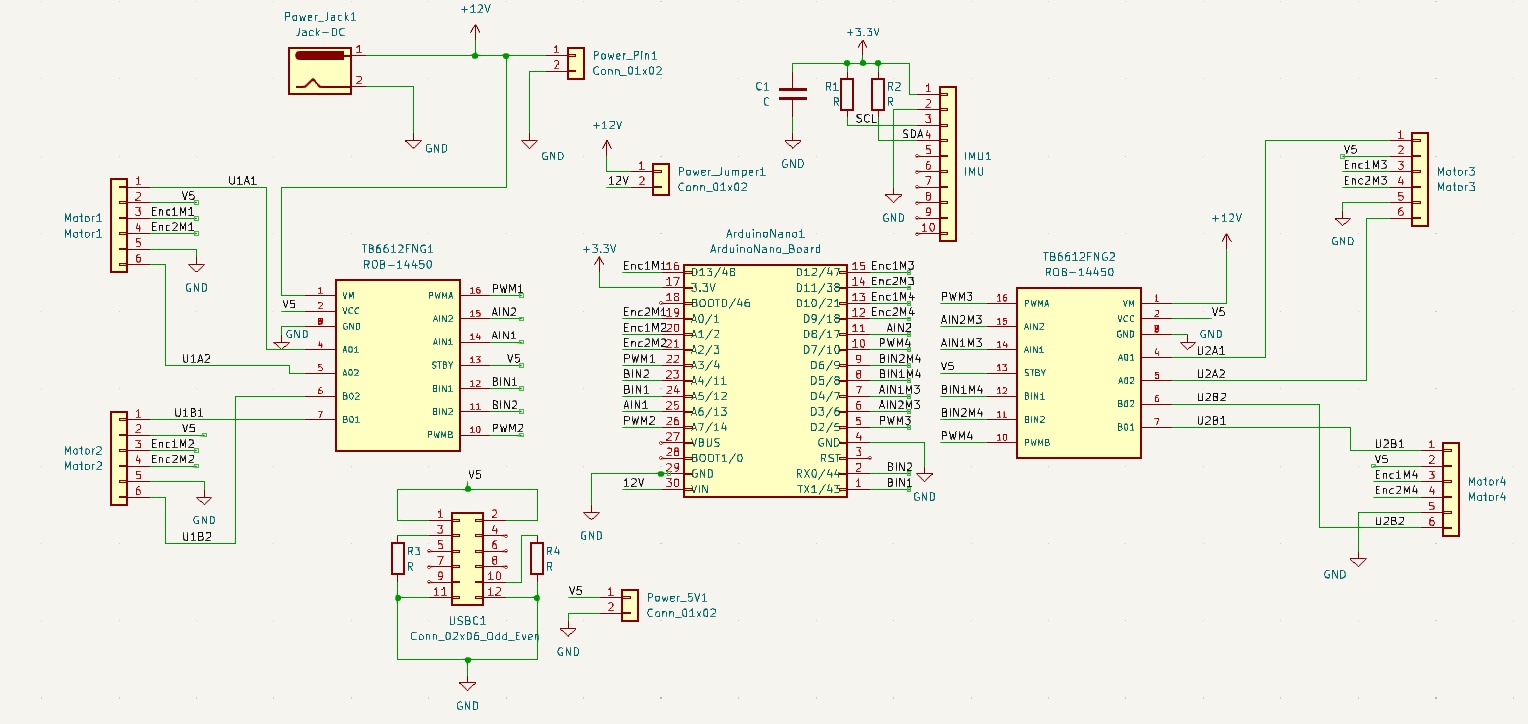 Power_Jack1
Jack-DC
1
2
GND
+12V
1
2
Power_Pin1
Conn_01x02
GND
+3.3V
C1
C
GND
R1
R
R2
R
SCL
SDA
1
2
3
4
5
6
7
8
9
10
IMU1
IMU
GND
+12V
12V
1
2
Power_Jumper1
Conn_01x02
Motor1
Motor1
1
2
3
4
5
6
U1A1
V5
Enc1M1
Enc2M1
GND
U1A2
TB6612FNG1
ROB-14450
V5
GND
1 VM
2 VCC
GND
4 AO1
5 AO2
6 BO2
7 BO1
PWMA 16 PWM1
AIN2 15 AIN2
AIN1 14 AIN1
STBY 13 V5
BIN1 12 BIN1
BIN2 11 BIN2
PWMB 10 PWM2
Motor2
Motor2
1
2
3
4
5
6
U1B1
V5
Enc1M2
Enc2M2
GND
U1B2
ArduinoNano1
ArduinoNano_Board
+3.3V
Enc1M1 16 D13/48
17 3.3V
18 BOOTD/46
Enc2M1 19 A0/1
Enc1M2 20 A1/2
Enc2M2 21 A2/3
PWM1 22 A3/4
BIN2 23 A4/11
BIN1 24 A5/12
AIN1 25 A6/13
PWM2 26 A7/14
27 VBUS
28 BOOT1/0
29 GND
12V 30 VIN
GND
D12/47 15 Enc1M3
D11/38 14 Enc2M3
D10/21 13 Enc1M4
D9/18 12 Enc2M4
D8/17 11 AIN2
D7/10 10 PWM4
D6/9 9 BIN2M4
D5/8 8 BIN1M4
D4/7 7 AIN1M3
D3/6 6 AIN2M3
D2/5 5 PWM3
GND 4
RST 3
RX0/44 2 BIN2
TX1/43 1 BIN1
GND
TB6612FNG2
ROB-14450
PWM3 16 PWMA
AIN2M3 15 AIN2
AIN1M3 14 AIN1
V5 13 STBY
BIN1M4 12 BIN1
BIN2M4 11 BIN2
PWM4 10 PWMB
VM 1
VCC 2 V5
GND
AO1 4 U2A1
AO2 5 U2A2
BO2 6 U2B2
BO1 7 U2B1
+12V
GND
1
2
3
4
5
6
V5
Enc1M3
Enc2M3
GND
Motor3
Motor3
U2B1
V5
Enc1M4
Enc2M4
U2B2
GND
1
2
3
4
5
6
Motor4
Motor4
V5
1
3
5
7
9
11
2
4
6
8
10
12
R3
R
R4
R
USBC1
Conn_02x06_Odd_Even
GND
V5
1
2
Power_5V1
Conn_01x02
GND